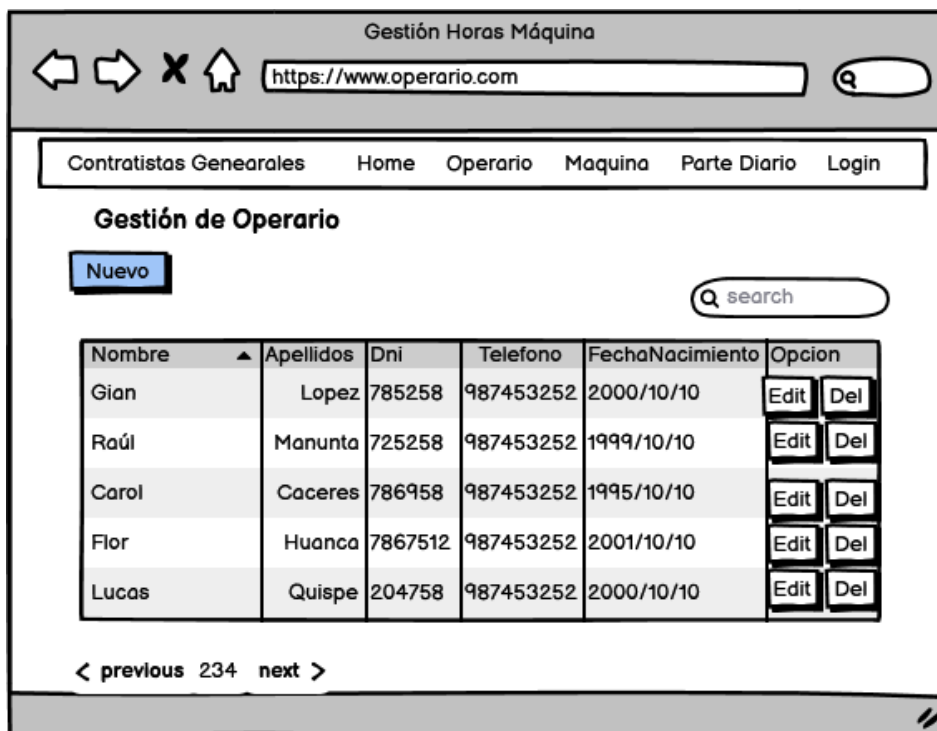 Gestión Horas Máquina
https://www.operario.com
Contratistas Genearales Home Operario Maquina Parte Diario Login
Gestión de Operario
Nuevo
search
Nombre Apellidos Dni Telefono FechaNacimiento Opcion
Gian Lopez 785258 987453252 2000/10/10 Edit Del
Raúl Manunta 725258 987453252 1999/10/10 Edit Del
Carol Caceres 786958 987453252 1995/10/10 Edit Del
Flor Huanca 7867512 987453252 2001/10/10 Edit Del
Lucas Quispe 204758 987453252 2000/10/10 Edit Del
< previous 234 next >